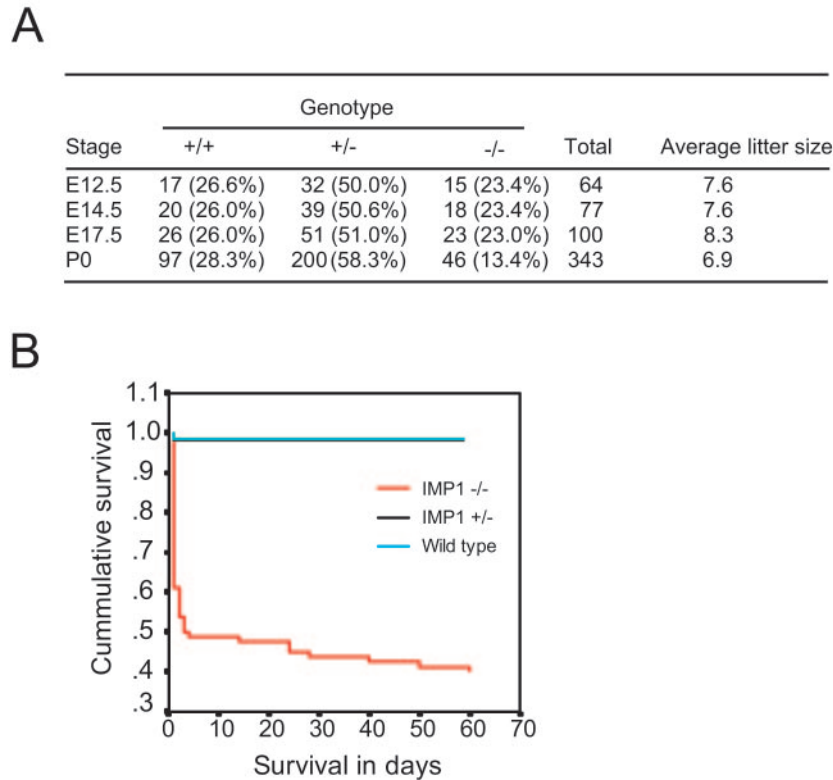 A
Genotype
Stage +/+ +/- -/- Total Average litter size
E12.5 17 (26.6%) 32 (50.0%) 15 (23.4%) 64 7.6
E14.5 20 (26.0%) 39 (50.6%) 18 (23.4%) 77 7.6
E17.5 26 (26.0%) 51 (51.0%) 23 (23.0%) 100 8.3
P0 97 (28.3%) 200 (58.3%) 46 (13.4%) 343 6.9
B
1.1
1.0
.9
.8
.7
.6
.5
.4
.3
Cummulative survival
IMP1 -/-
IMP1 +/-
Wild type
0 10 20 30 40 50 60 70
Survival in days